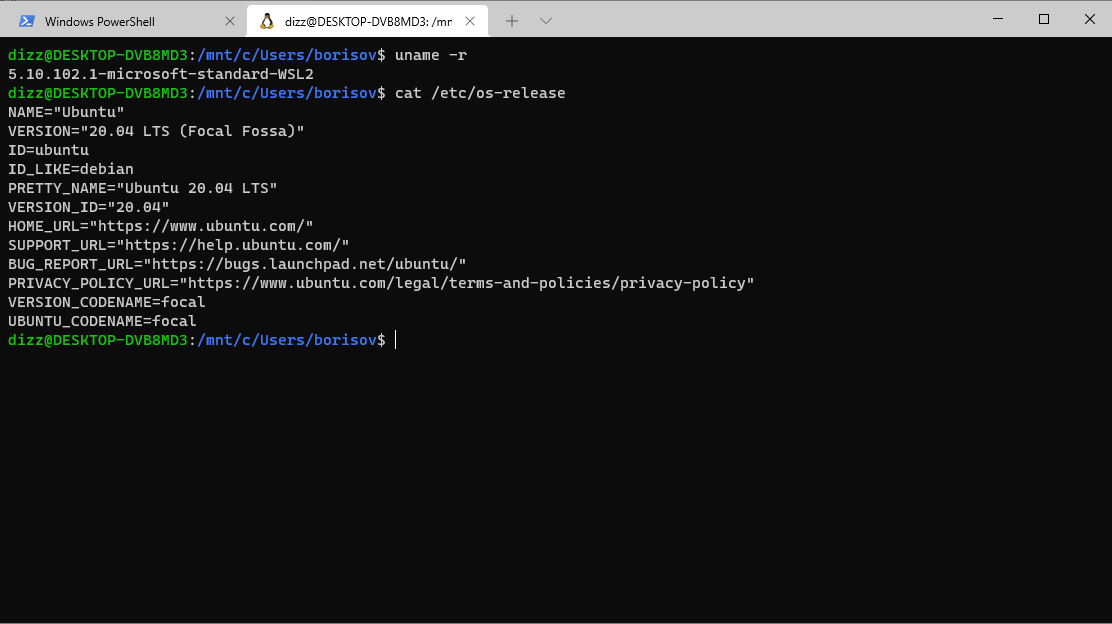 Windows PowerShell
dizz@DESKTOP-DVB8MD3: /mn
dizz@DESKTOP-DVB8MD3:/mnt/c/Users/borisov$ uname -r
5.10.102.1-microsoft-standard-WSL2
dizz@DESKTOP-DVB8MD3:/mnt/c/Users/borisov$ cat /etc/os-release
NAME="Ubuntu"
VERSION="20.04 LTS (Focal Fossa)"
ID=ubuntu
ID_LIKE=debian
PRETTY_NAME="Ubuntu 20.04 LTS"
VERSION_ID="20.04"
HOME_URL="https://www.ubuntu.com/"
SUPPORT_URL="https://help.ubuntu.com/"
BUG_REPORT_URL="https://bugs.launchpad.net/ubuntu/"
PRIVACY_POLICY_URL="https://www.ubuntu.com/legal/terms-and-policies/privacy-policy"
VERSION_CODENAME=focal
UBUNTU_CODENAME=focal
dizz@DESKTOP-DVB8MD3:/mnt/c/Users/borisov$